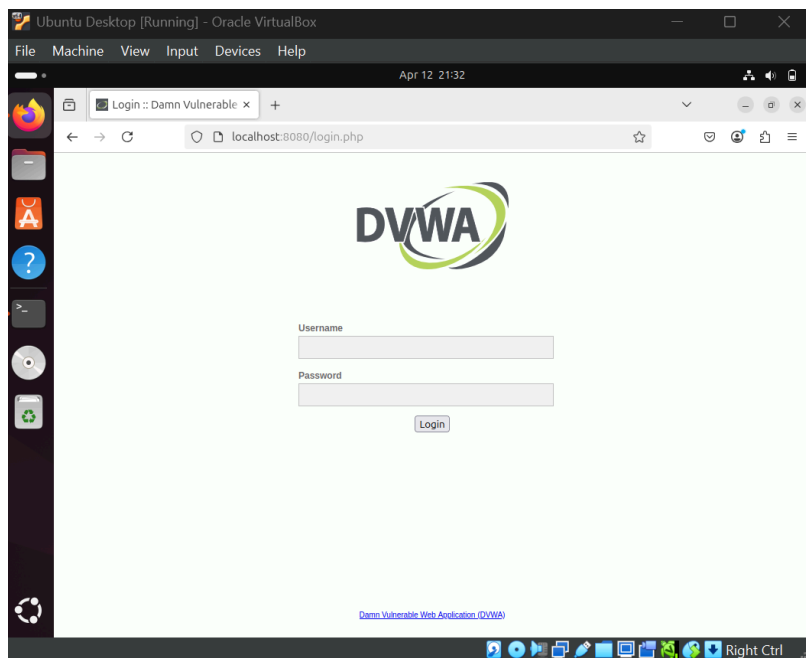 Ubuntu Desktop [Running] - Oracle VirtualBox
File Machine View Input Devices Help
Apr 12 21:32
Login :: Damn Vulnerable
localhost:8080/login.php
DVWA
Username
Password
Login
Damn Vulnerable Web Application (DVWA)
Right Ctrl